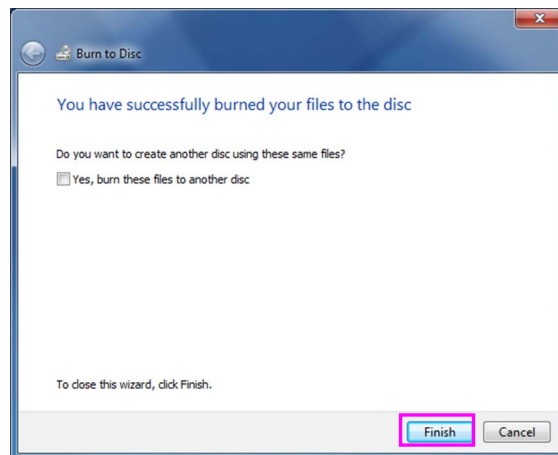 Burn to Disc
You have successfully burned your files to the disc
Do you want to create another disc using these same files?
Yes, burn these files to another disc
To close this wizard, click Finish.
Finish Cancel